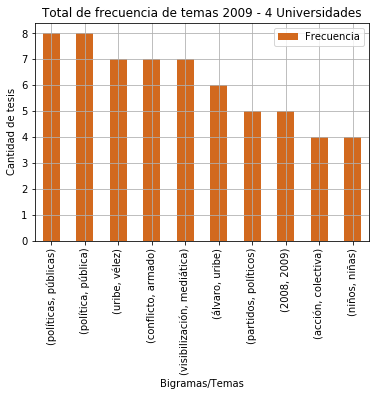 Total de frecuencia de temas 2009 - 4 Universidades
Frecuencia
Cantidad de tesis
8
7
6
5
4
3
2
1
0
(políticas, públicas)
(política, pública)
(uribe, vélez)
(conflicto, armado)
(visibilización, mediática)
(álvaro, uribe)
(partidos, políticos)
(2008, 2009)
(acción, colectiva)
(niños, niñas)
Bigramas/Temas